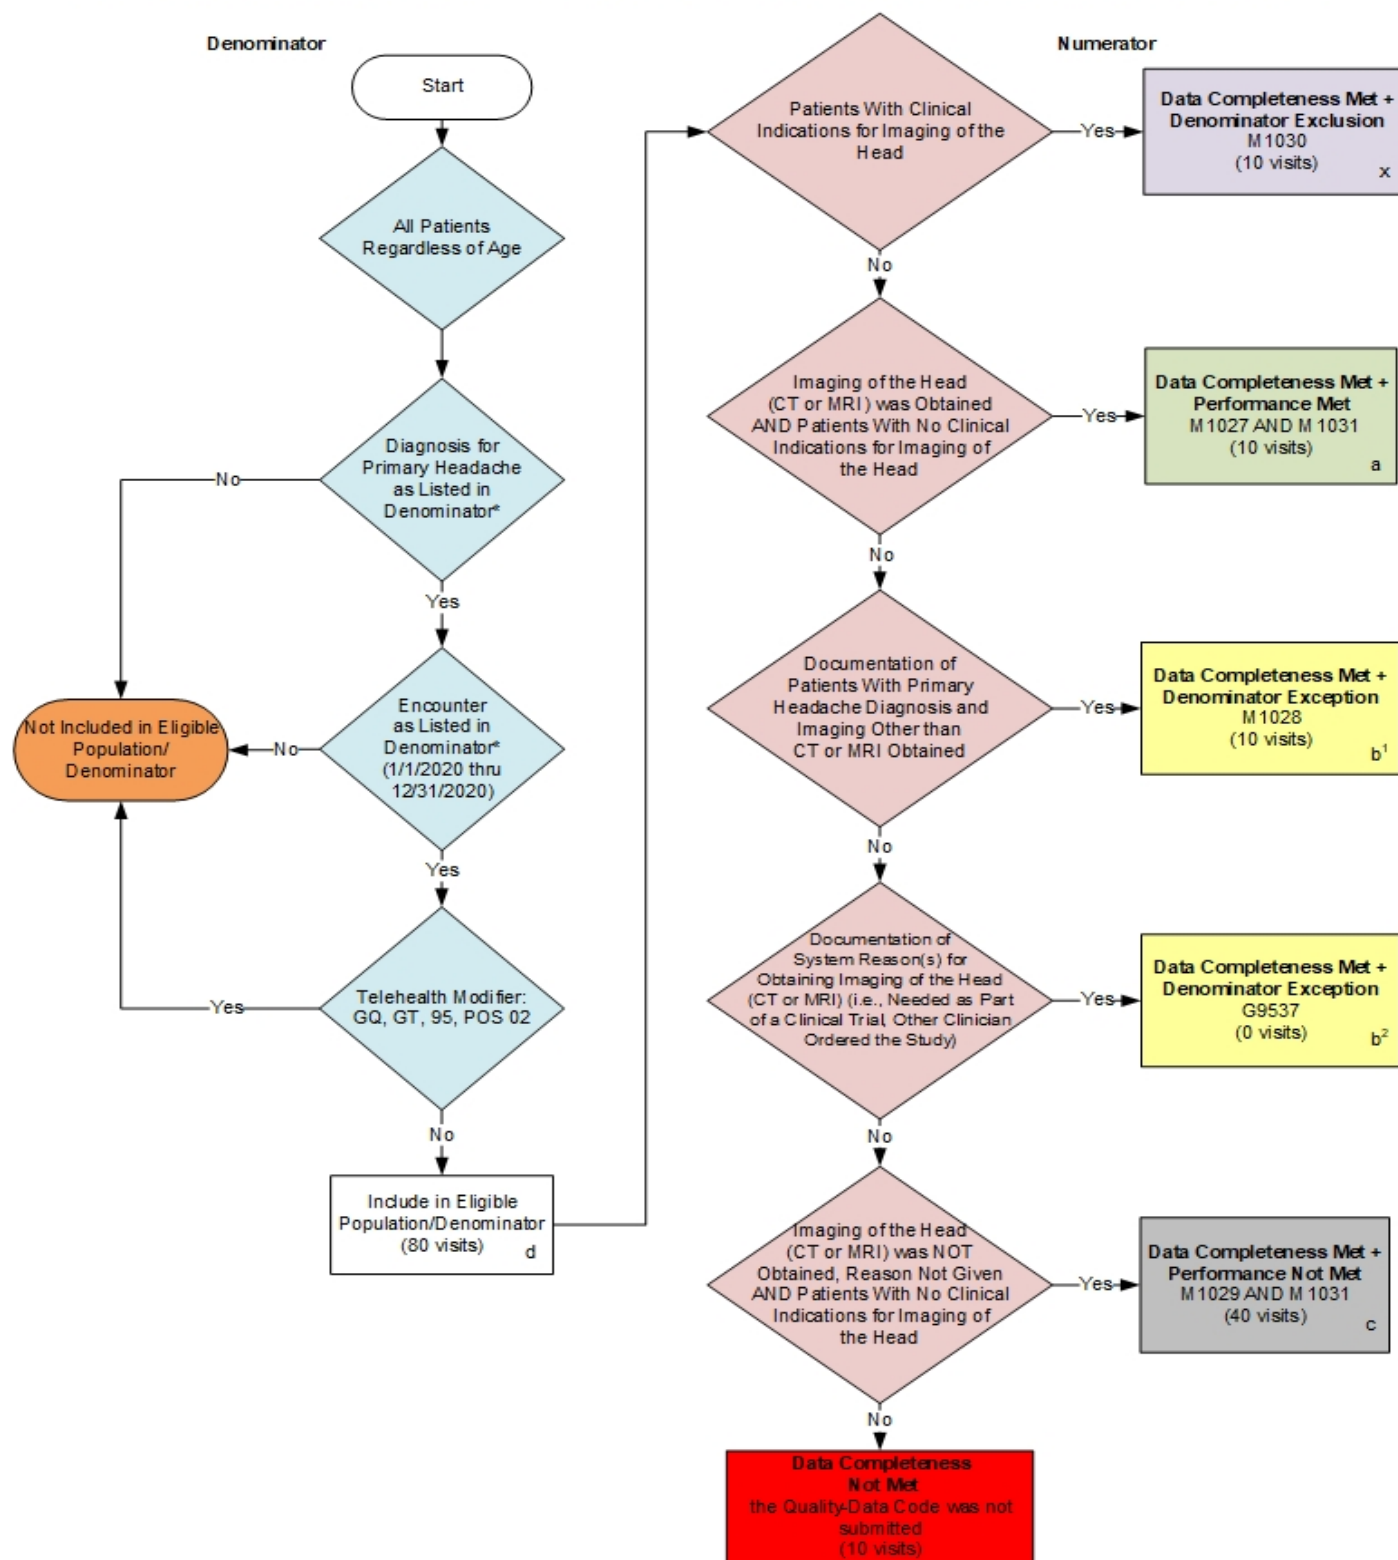 Denominator
Start
All Patients
Regardless of Age
Diagnosis for
Primary Headache
as Listed in
Denominator*
No
Yes
Encounter
as Listed in
Denominator*
(1/1/2020 thru
12/31/2020)
No
Not Included in Eligible
Population/
Denominator
Yes
Telehealth Modifier:
GQ, GT, 95, POS 02
Yes
No
Include in Eligible
Population/Denominator
(80 visits)
d
Numerator
Patients With Clinical
Indications for Imaging of the
Head
Yes
Data Completeness Met +
Denominator Exclusion
M1030
(10 visits)
x
No
Imaging of the Head
(CT or MRI) was Obtained
AND Patients With No Clinical
Indications for Imaging of
the Head
Yes
Data Completeness Met +
Performance Met
M1027 AND M1031
(10 visits)
a
No
Documentation of
Patients With Primary
Headache Diagnosis and
Imaging Other than
CT or MRI Obtained
Yes
Data Completeness Met +
Denominator Exception
M1028
(10 visits)
b¹
No
Documentation of
System Reason(s) for
Obtaining Imaging of the Head
(CT or MRI) (i.e., Needed as Part
of a Clinical Trial, Other Clinician
Ordered the Study)
Yes
Data Completeness Met +
Denominator Exception
G9537
(0 visits)
b²
No
Imaging of the Head
(CT or MRI) was NOT
Obtained, Reason Not Given
AND Patients With No Clinical
Indications for Imaging of
the Head
Yes
Data Completeness Met +
Performance Not Met
M1029 AND M1031
(40 visits)
c
No
Data Completeness
Not Met
the Quality-Data Code was not
submitted
(10 visits)